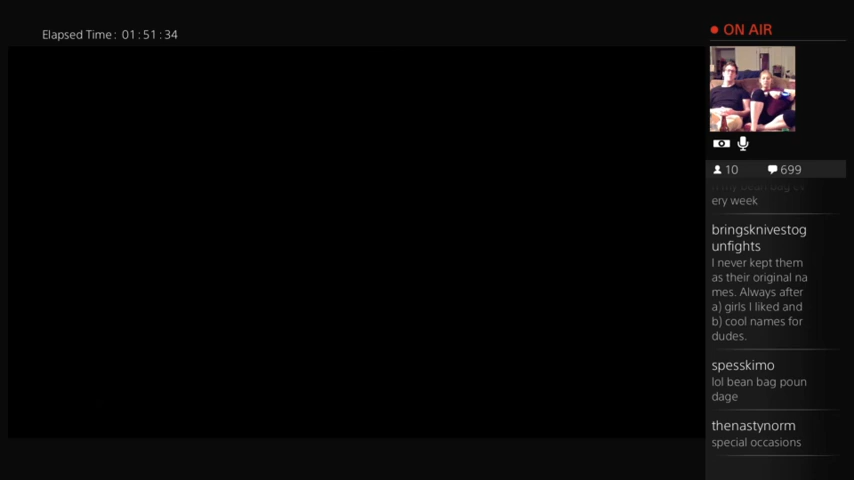 Elapsed Time: 01:51:34
ON AIR
10 699
ery week
bringsknivestog
unfights
I never kept them
as their original na
mes. Always after
a) girls I liked and
b) cool names for
dudes.
spesskimo
lol bean bag poun
dage
thenastynorm
special occasions